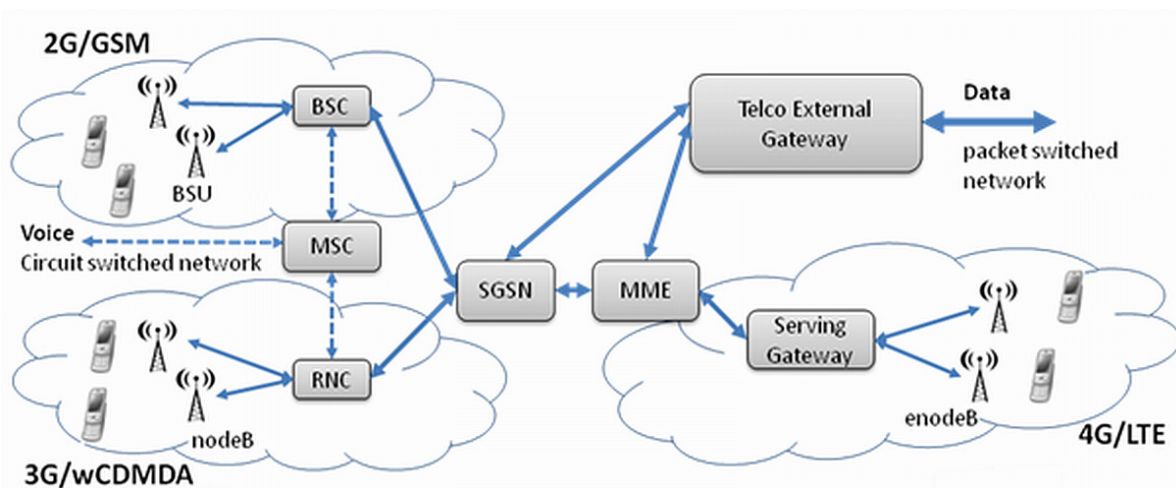 2G/GSM
BSC
BSU
Telco External
Gateway
Data
packet switched
network
Voice
Circuit switched network
MSC
SGSN
MME
Serving
Gateway
RNC
nodeB
enodeB
4G/LTE
3G/wCDMDA